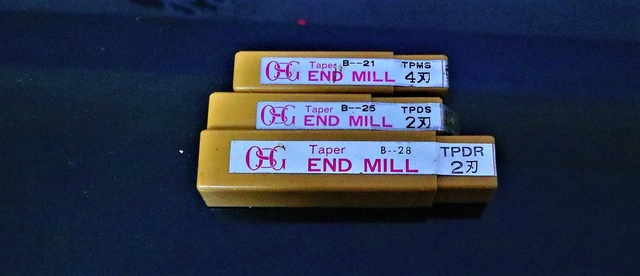 OSG Taper B--21 TPMS
END MILL 4刃
OSG Taper B--25 TPDS
END MILL 2刃
OSG Taper B--28 TPDR
END MILL 2刃